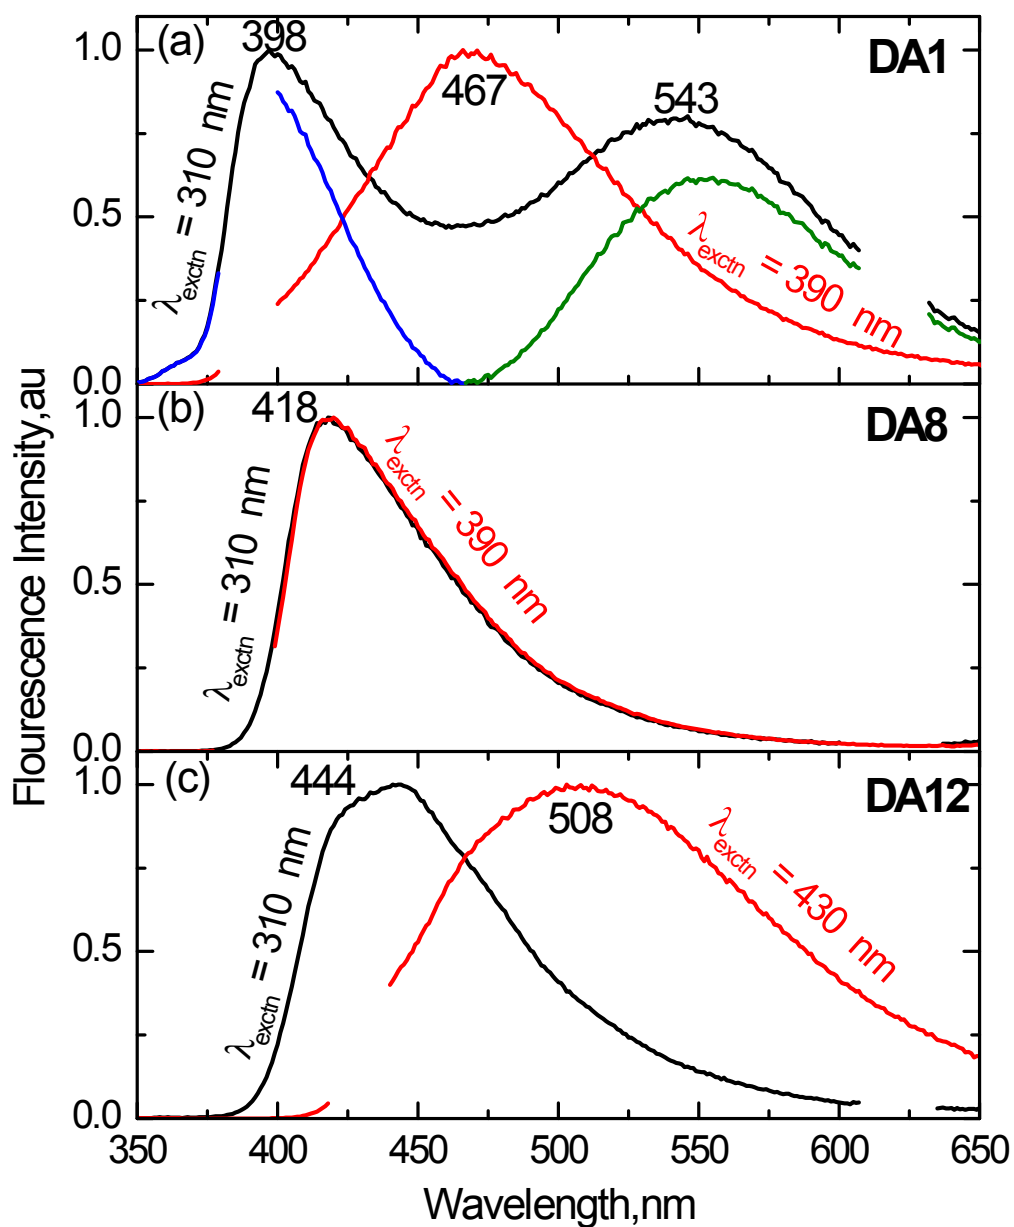 Flourescence Intensity,au
(a)
DA1
398
467
543
λexctn = 310 nm
λexctn = 390 nm
1.0
0.5
0.0
(b)
DA8
418
λexctn = 310 nm
λexctn = 390 nm
1.0
0.5
0.0
(c)
DA12
444
508
λexctn = 310 nm
λexctn = 430 nm
1.0
0.5
0.0
350 400 450 500 550 600 650
Wavelength,nm